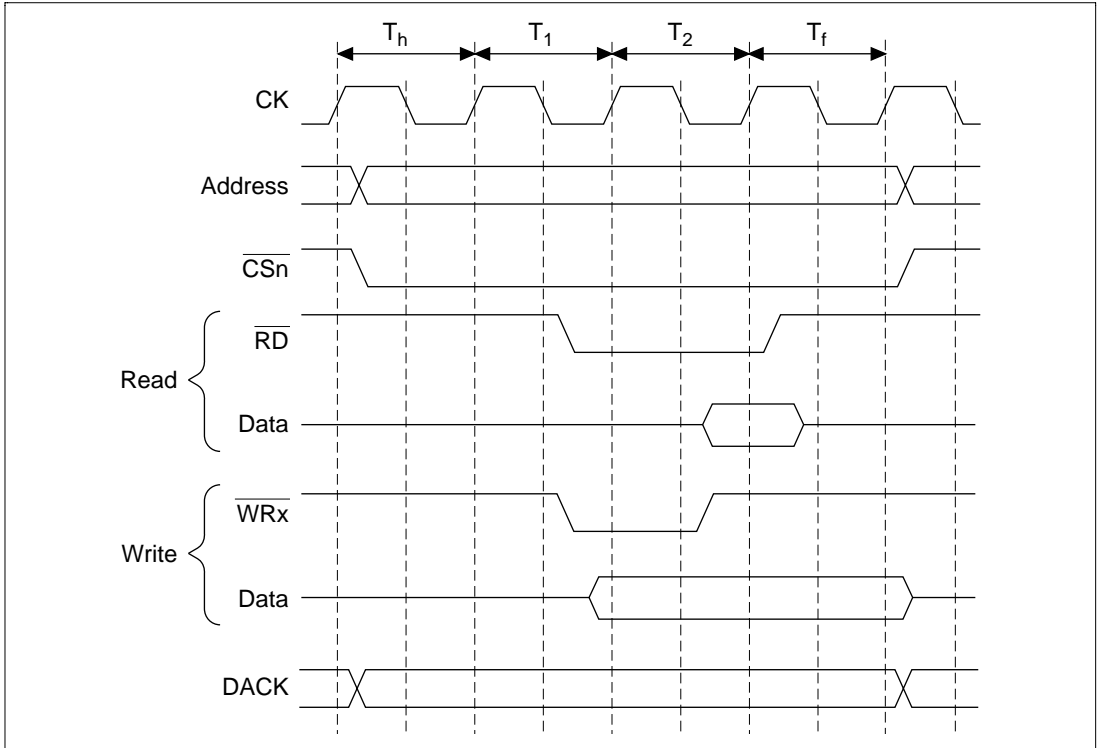 Th T1 T2 Tf
CK
Address
CSn
RD
Read
Data
WRx
Write
Data
DACK